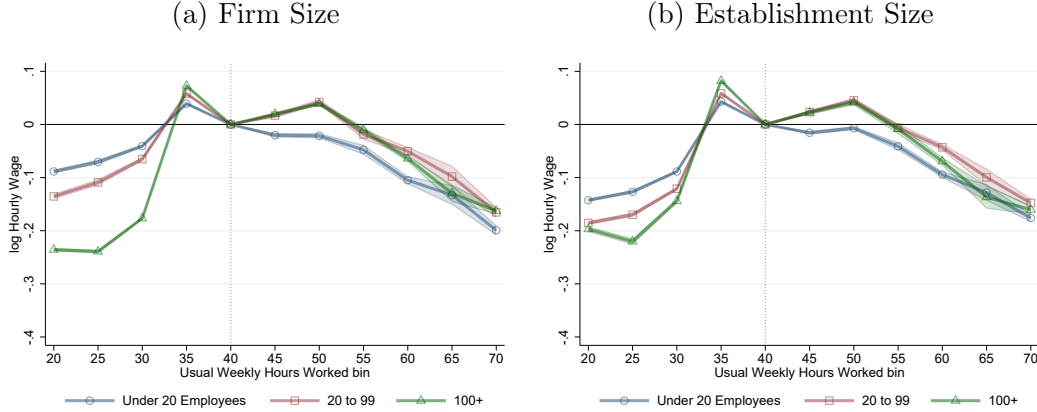 (a) Firm Size
log Hourly Wage
.1
0
-.1
-.2
-.3
-.4
20 25 30 35 40 45 50 55 60 65 70
Usual Weekly Hours Worked bin
Under 20 Employees 20 to 99 100+
(b) Establishment Size
log Hourly Wage
.1
0
-.1
-.2
-.3
-.4
20 25 30 35 40 45 50 55 60 65 70
Usual Weekly Hours Worked bin
Under 20 Employees 20 to 99 100+